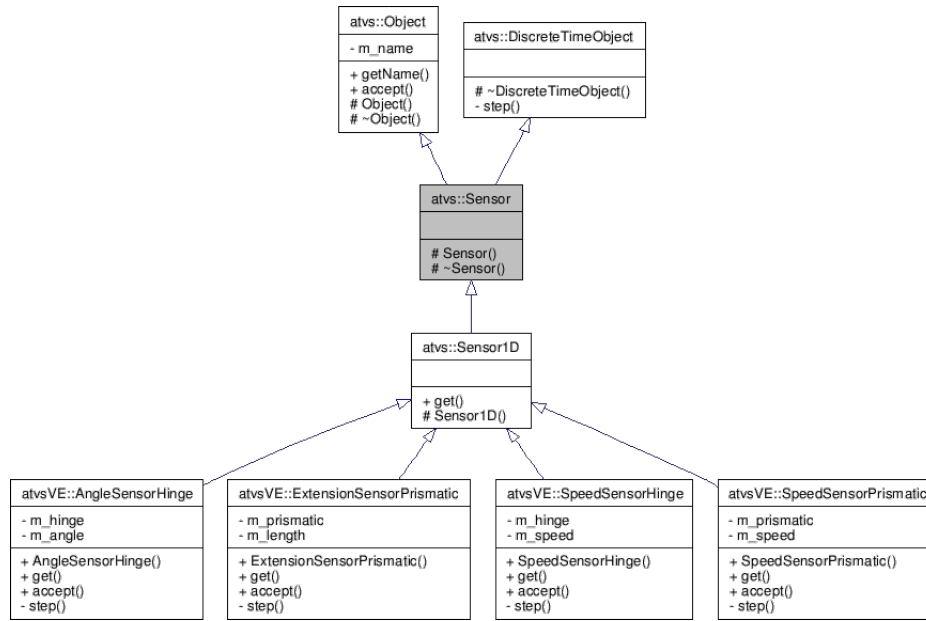 atvs::Object
- m_name
+ getName()
+ accept()
# Object()
# ~Object()
atvs::DiscreteTimeObject
# ~DiscreteTimeObject()
- step()
atvs::Sensor
# Sensor()
# ~Sensor()
atvs::Sensor1D
+ get()
# Sensor1D()
atvsVE::AngleSensorHinge
- m_hinge
- m_angle
+ AngleSensorHinge()
+ get()
+ accept()
- step()
atvsVE::ExtensionSensorPrismatic
- m_prismatic
- m_length
+ ExtensionSensorPrismatic()
+ get()
+ accept()
- step()
atvsVE::SpeedSensorHinge
- m_hinge
- m_speed
+ SpeedSensorHinge()
+ get()
+ accept()
- step()
atvsVE::SpeedSensorPrismatic
- m_prismatic
- m_speed
+ SpeedSensorPrismatic()
+ get()
+ accept()
- step()